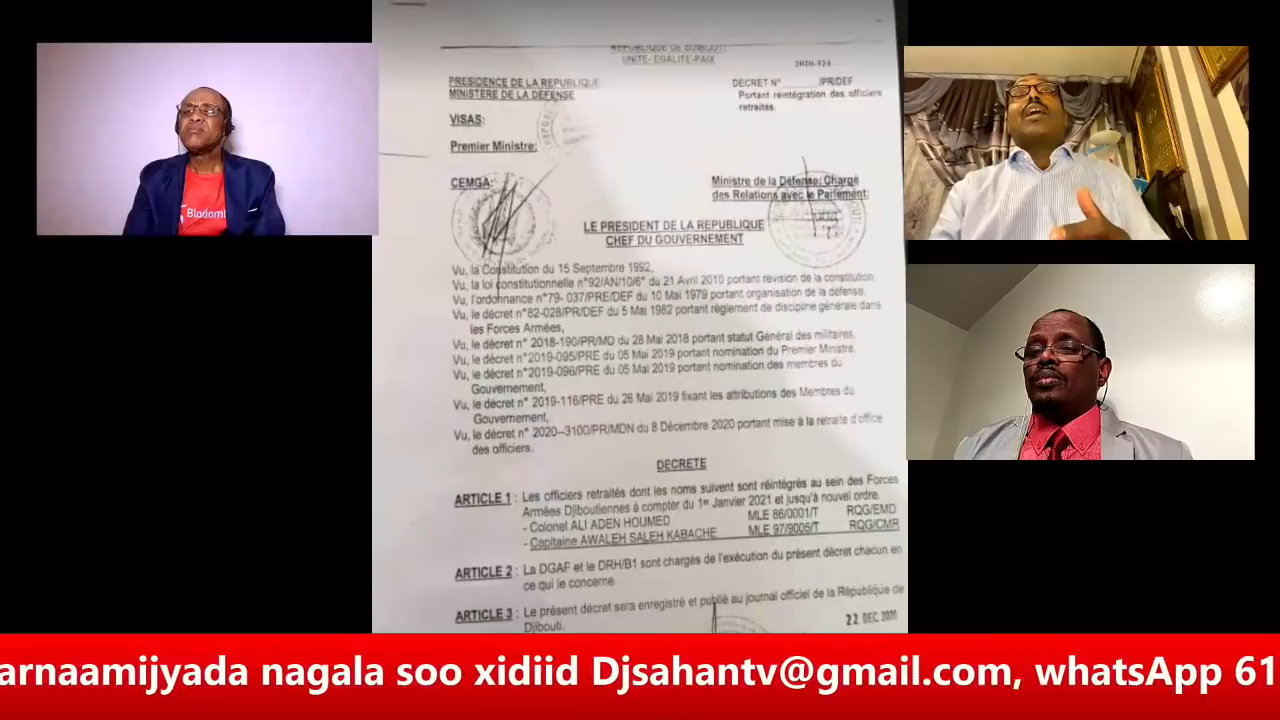 REPUBLIQUE DE DJIBOUTI
UNITE- EGALITE-PAIX
PRESIDENCE DE LA REPUBLIQUE
MINISTERE DE LA DÉFENSE
VISAS:
Premier Ministre:
CEMGA:
2020-324
DECRET N° /PR/DEF
Portant réintégration des officiers
retraités.
Ministre de la Défense, Chargé
des Relations avec le Parlement:
LE PRESIDENT DE LA REPUBLIQUE
CHEF DU GOUVERNEMENT
Vu, la Constitution du 15 Septembre 1992,
Vu, la loi constitutionnelle n°92/AN/10/6° du 21 Avril 2010 portant révision de la constitution.
Vu, l'ordonnance n°79- 037/PRE/DEF du 10 Mai 1979 portant organisation de la défense.
Vu, le décret n°82-028/PR/DEF du 5 Mai 1982 portant règlement de discipline générale dans
les Forces Armées,
Vu, le décret n° 2018-190/PR/MD du 28 Mai 2018 portant statut Général des militaires.
Vu, le décret n°2019-095/PRE du 05 Mai 2019 portant nomination du Premier Ministre.
Vu, le décret n°2019-096/PRE du 05 Mai 2019 portant nomination des membres du
Gouvernement,
Vu, le décret n° 2019-116/PRE du 26 Mai 2019 fixant les attributions des Membres du
Gouvernement,
Vu, le décret n° 2020--3100/PR/MDN du 8 Décembre 2020 portant mise à la retraite d'office
des officiers.
DECRETE
ARTICLE 1 : Les officiers retraités dont les noms suivent sont réintégrés au sein des Forces
Armées Djiboutiennes à compter du 1er Janvier 2021 et jusqu'à nouvel ordre.
- Colonel ALI ADEN HOUMED MLE 86/0001/T RQG/EMD
- Capitaine AWALEH SALEH KABACHE MLE 97/9005/T RQG/CMR
ARTICLE 2 : La DGAF et le DRH/B1 sont chargés de l'exécution du présent décret chacun en
ce qui le concerne.
ARTICLE 3 : Le présent décret sera enregistré et publié au journal officiel de la République de
Djibouti.
22 DEC. 2020
Blodomi
arnaamijyada nagala soo xidiid Djsahantv@gmail.com, whatsApp 61